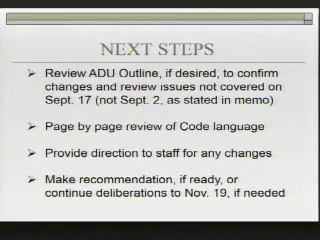 NEXT STEPS
➢ Review ADU Outline, if desired, to confirm
changes and review issues not covered on
Sept. 17 (not Sept. 2, as stated in memo)
➢ Page by page review of Code language
➢ Provide direction to staff for any changes
➢ Make recommendation, if ready, or
continue deliberations to Nov. 19, if needed